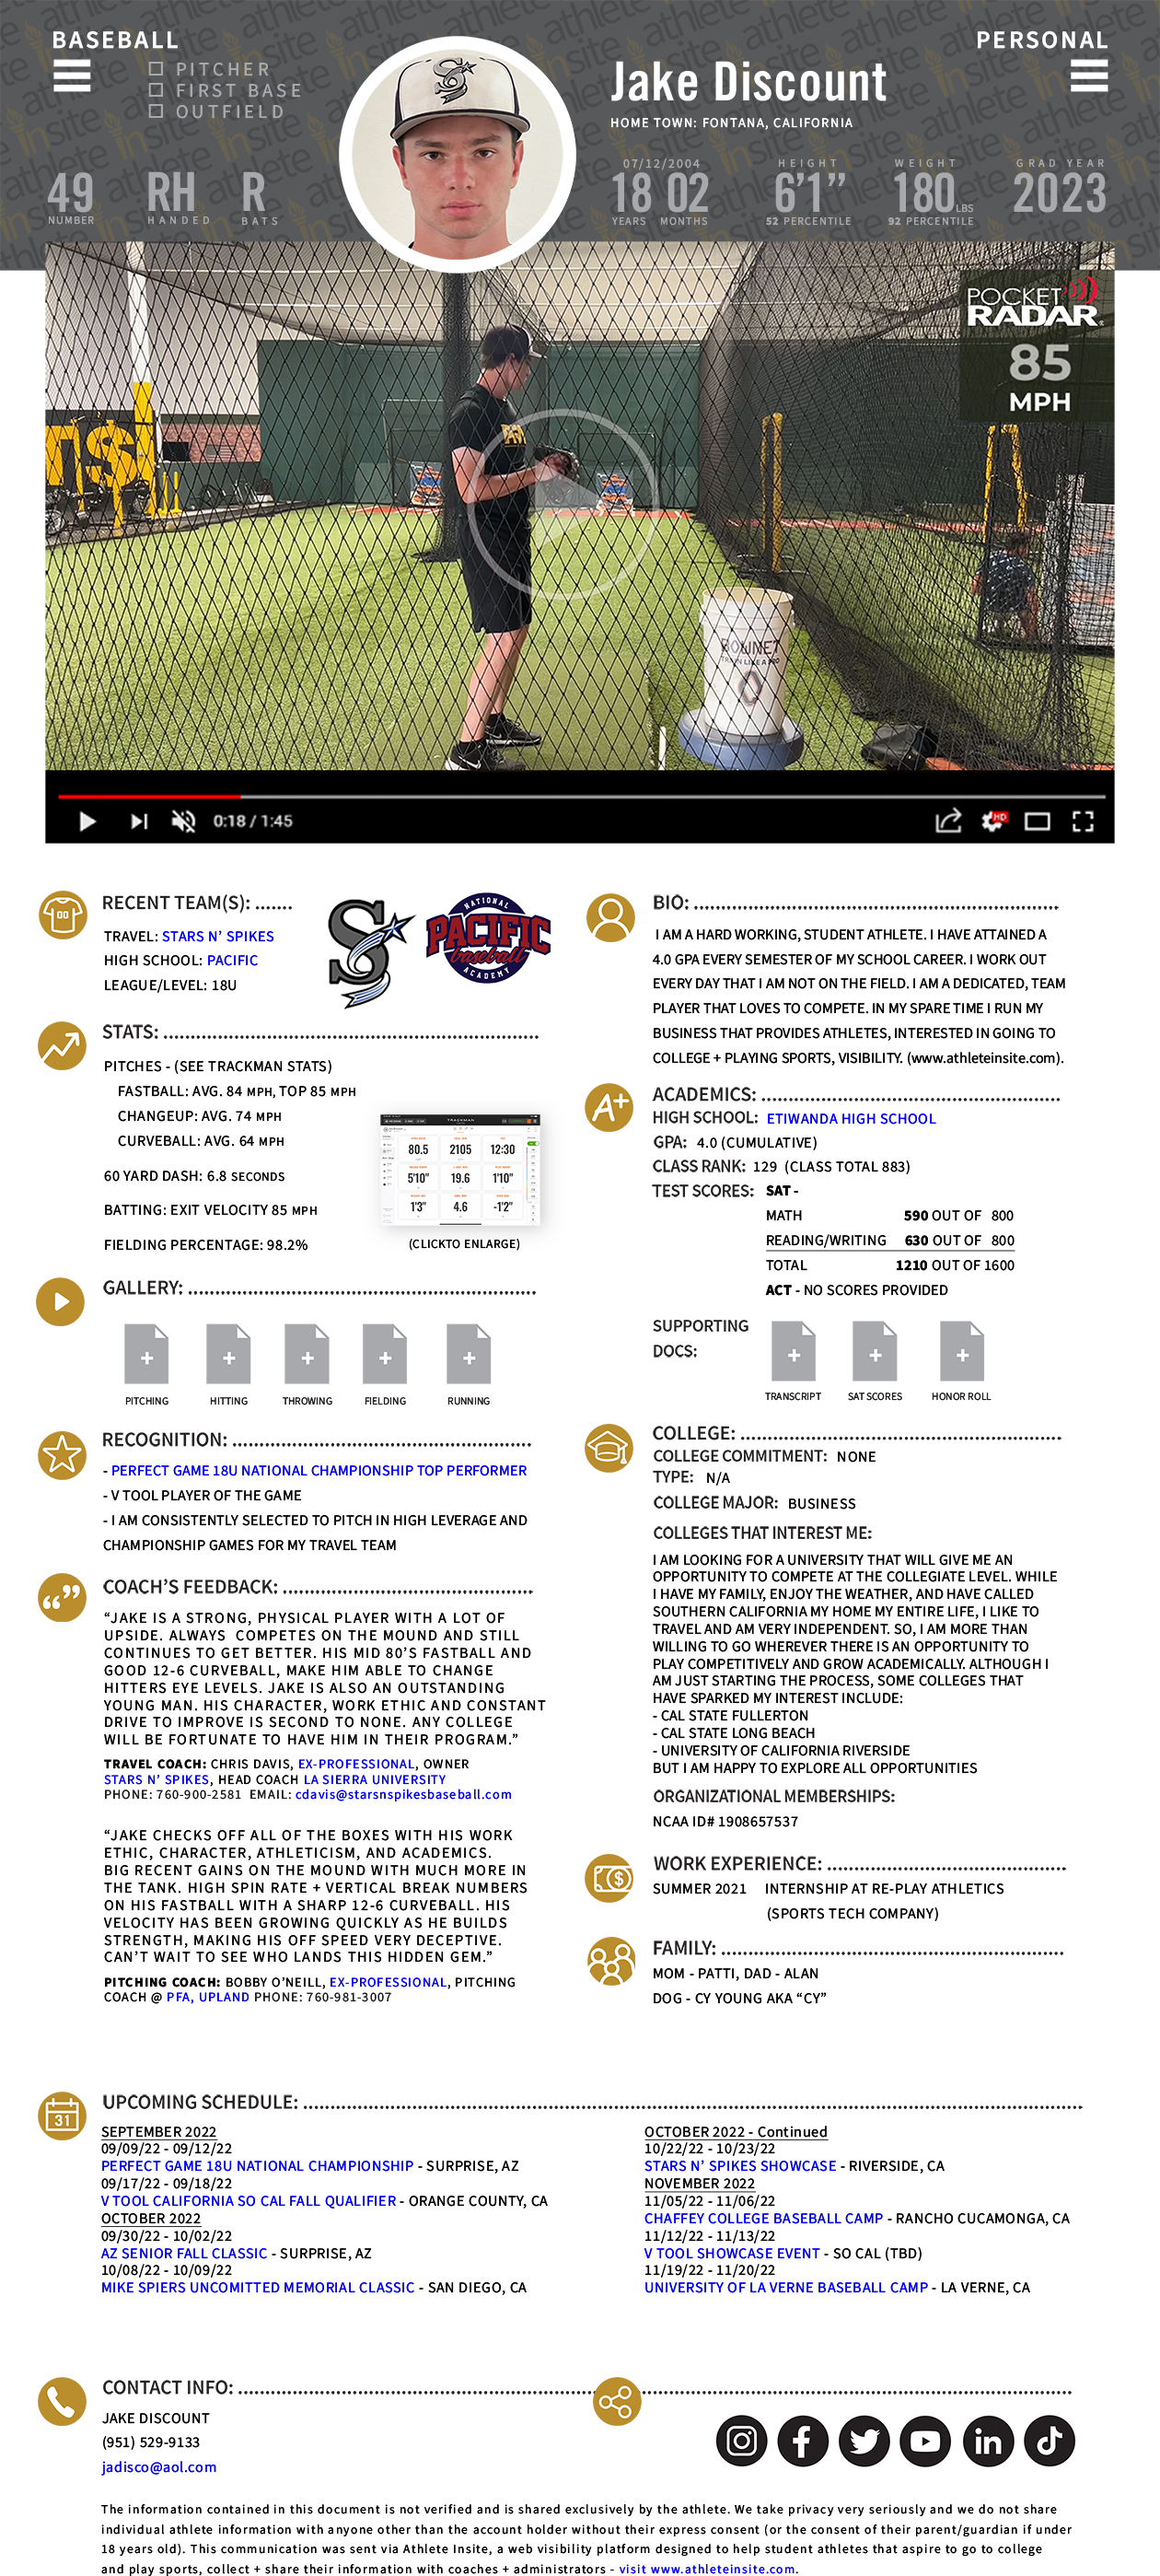 BASEBALL
PITCHER
FIRST BASE
OUTFIELD
49
NUMBER
RH
HANDED
R
BATS
PERSONAL
Jake Discount
HOME TOWN: FONTANA, CALIFORNIA
07/12/2004
18 02
YEARS MONTHS
HEIGHT
6’1”
52 PERCENTILE
WEIGHT
180 LBS
92 PERCENTILE
GRAD YEAR
2023
POCKET
RADAR
85
MPH
0:18 / 1:45
HD
RECENT TEAM(S): .......
TRAVEL: STARS N’ SPIKES
HIGH SCHOOL: PACIFIC
LEAGUE/LEVEL: 18U
NATIONAL
PACIFIC
baseball
ACADEMY
STATS:
PITCHES - (SEE TRACKMAN STATS)
FASTBALL: AVG. 84 MPH, TOP 85 MPH
CHANGEUP: AVG. 74 MPH
CURVEBALL: AVG. 64 MPH
60 YARD DASH: 6.8 SECONDS
BATTING: EXIT VELOCITY 85 MPH
FIELDING PERCENTAGE: 98.2%
TRACKMAN
80.5 2105 12:30
5'10" 19.6 1'10"
1'3" 4.6 -1'2"
(CLICKTO ENLARGE)
GALLERY:
PITCHING HITTING THROWING FIELDING RUNNING
RECOGNITION:
- PERFECT GAME 18U NATIONAL CHAMPIONSHIP TOP PERFORMER
- V TOOL PLAYER OF THE GAME
- I AM CONSISTENTLY SELECTED TO PITCH IN HIGH LEVERAGE AND
CHAMPIONSHIP GAMES FOR MY TRAVEL TEAM
COACH’S FEEDBACK:
“JAKE IS A STRONG, PHYSICAL PLAYER WITH A LOT OF
UPSIDE. ALWAYS COMPETES ON THE MOUND AND STILL
CONTINUES TO GET BETTER. HIS MID 80’S FASTBALL AND
GOOD 12-6 CURVEBALL, MAKE HIM ABLE TO CHANGE
HITTERS EYE LEVELS. JAKE IS ALSO AN OUTSTANDING
YOUNG MAN. HIS CHARACTER, WORK ETHIC AND CONSTANT
DRIVE TO IMPROVE IS SECOND TO NONE. ANY COLLEGE
WILL BE FORTUNATE TO HAVE HIM IN THEIR PROGRAM.”
TRAVEL COACH: CHRIS DAVIS, EX-PROFESSIONAL, OWNER
STARS N’ SPIKES, HEAD COACH LA SIERRA UNIVERSITY
PHONE: 760-900-2581 EMAIL: cdavis@starsnspikesbaseball.com
“JAKE CHECKS OFF ALL OF THE BOXES WITH HIS WORK
ETHIC, CHARACTER, ATHLETICISM, AND ACADEMICS.
BIG RECENT GAINS ON THE MOUND WITH MUCH MORE IN
THE TANK. HIGH SPIN RATE + VERTICAL BREAK NUMBERS
ON HIS FASTBALL WITH A SHARP 12-6 CURVEBALL. HIS
VELOCITY HAS BEEN GROWING QUICKLY AS HE BUILDS
STRENGTH, MAKING HIS OFF SPEED VERY DECEPTIVE.
CAN’T WAIT TO SEE WHO LANDS THIS HIDDEN GEM.”
PITCHING COACH: BOBBY O’NEILL, EX-PROFESSIONAL, PITCHING
COACH @ PFA, UPLAND PHONE: 760-981-3007
BIO:
I AM A HARD WORKING, STUDENT ATHLETE. I HAVE ATTAINED A
4.0 GPA EVERY SEMESTER OF MY SCHOOL CAREER. I WORK OUT
EVERY DAY THAT I AM NOT ON THE FIELD. I AM A DEDICATED, TEAM
PLAYER THAT LOVES TO COMPETE. IN MY SPARE TIME I RUN MY
BUSINESS THAT PROVIDES ATHLETES, INTERESTED IN GOING TO
COLLEGE + PLAYING SPORTS, VISIBILITY. (www.athleteinsite.com).
ACADEMICS:
HIGH SCHOOL: ETIWANDA HIGH SCHOOL
GPA: 4.0 (CUMULATIVE)
CLASS RANK: 129 (CLASS TOTAL 883)
TEST SCORES: SAT -
MATH 590 OUT OF 800
READING/WRITING 630 OUT OF 800
TOTAL 1210 OUT OF 1600
ACT - NO SCORES PROVIDED
SUPPORTING
DOCS:
TRANSCRIPT SAT SCORES HONOR ROLL
COLLEGE:
COLLEGE COMMITMENT: NONE
TYPE: N/A
COLLEGE MAJOR: BUSINESS
COLLEGES THAT INTEREST ME:
I AM LOOKING FOR A UNIVERSITY THAT WILL GIVE ME AN
OPPORTUNITY TO COMPETE AT THE COLLEGIATE LEVEL. WHILE
I HAVE MY FAMILY, ENJOY THE WEATHER, AND HAVE CALLED
SOUTHERN CALIFORNIA MY HOME MY ENTIRE LIFE, I LIKE TO
TRAVEL AND AM VERY INDEPENDENT. SO, I AM MORE THAN
WILLING TO GO WHEREVER THERE IS AN OPPORTUNITY TO
PLAY COMPETITIVELY AND GROW ACADEMICALLY. ALTHOUGH I
AM JUST STARTING THE PROCESS, SOME COLLEGES THAT
HAVE SPARKED MY INTEREST INCLUDE:
- CAL STATE FULLERTON
- CAL STATE LONG BEACH
- UNIVERSITY OF CALIFORNIA RIVERSIDE
BUT I AM HAPPY TO EXPLORE ALL OPPORTUNITIES
ORGANIZATIONAL MEMBERSHIPS:
NCAA ID# 1908657537
WORK EXPERIENCE:
SUMMER 2021 INTERNSHIP AT RE-PLAY ATHLETICS
(SPORTS TECH COMPANY)
FAMILY:
MOM - PATTI, DAD - ALAN
DOG - CY YOUNG AKA “CY”
UPCOMING SCHEDULE:
SEPTEMBER 2022
09/09/22 - 09/12/22
PERFECT GAME 18U NATIONAL CHAMPIONSHIP - SURPRISE, AZ
09/17/22 - 09/18/22
V TOOL CALIFORNIA SO CAL FALL QUALIFIER - ORANGE COUNTY, CA
OCTOBER 2022
09/30/22 - 10/02/22
AZ SENIOR FALL CLASSIC - SURPRISE, AZ
10/08/22 - 10/09/22
MIKE SPIERS UNCOMITTED MEMORIAL CLASSIC - SAN DIEGO, CA
OCTOBER 2022 - Continued
10/22/22 - 10/23/22
STARS N’ SPIKES SHOWCASE - RIVERSIDE, CA
NOVEMBER 2022
11/05/22 - 11/06/22
CHAFFEY COLLEGE BASEBALL CAMP - RANCHO CUCAMONGA, CA
11/12/22 - 11/13/22
V TOOL SHOWCASE EVENT - SO CAL (TBD)
11/19/22 - 11/20/22
UNIVERSITY OF LA VERNE BASEBALL CAMP - LA VERNE, CA
CONTACT INFO:
JAKE DISCOUNT
(951) 529-9133
jadisco@aol.com
The information contained in this document is not verified and is shared exclusively by the athlete. We take privacy very seriously and we do not share
individual athlete information with anyone other than the account holder without their express consent (or the consent of their parent/guardian if under
18 years old). This communication was sent via Athlete Insite, a web visibility platform designed to help student athletes that aspire to go to college
and play sports, collect + share their information with coaches + administrators - visit www.athleteinsite.com.